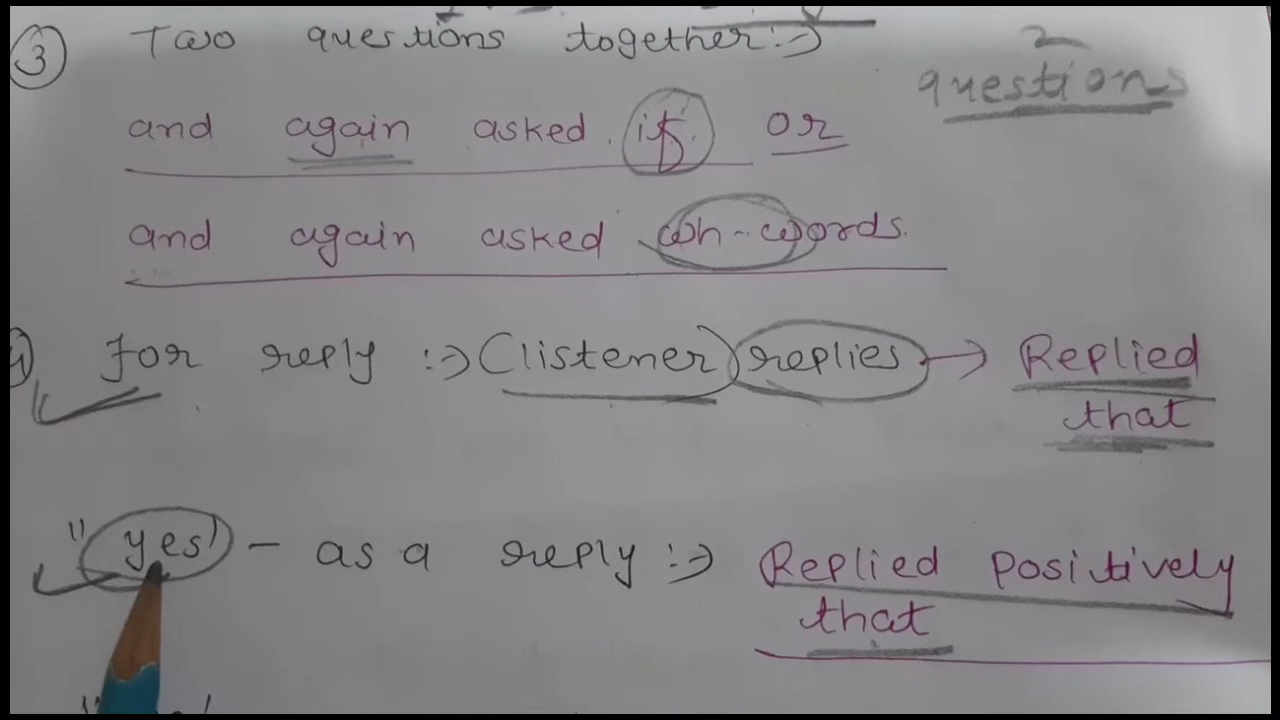 ③ Two questions together :⇒
2
questions
and again asked if or
and again asked wh-words.
for reply :⇒ (listener) replies → Replied
that
"yes" - as a reply :⇒ Replied positively
that